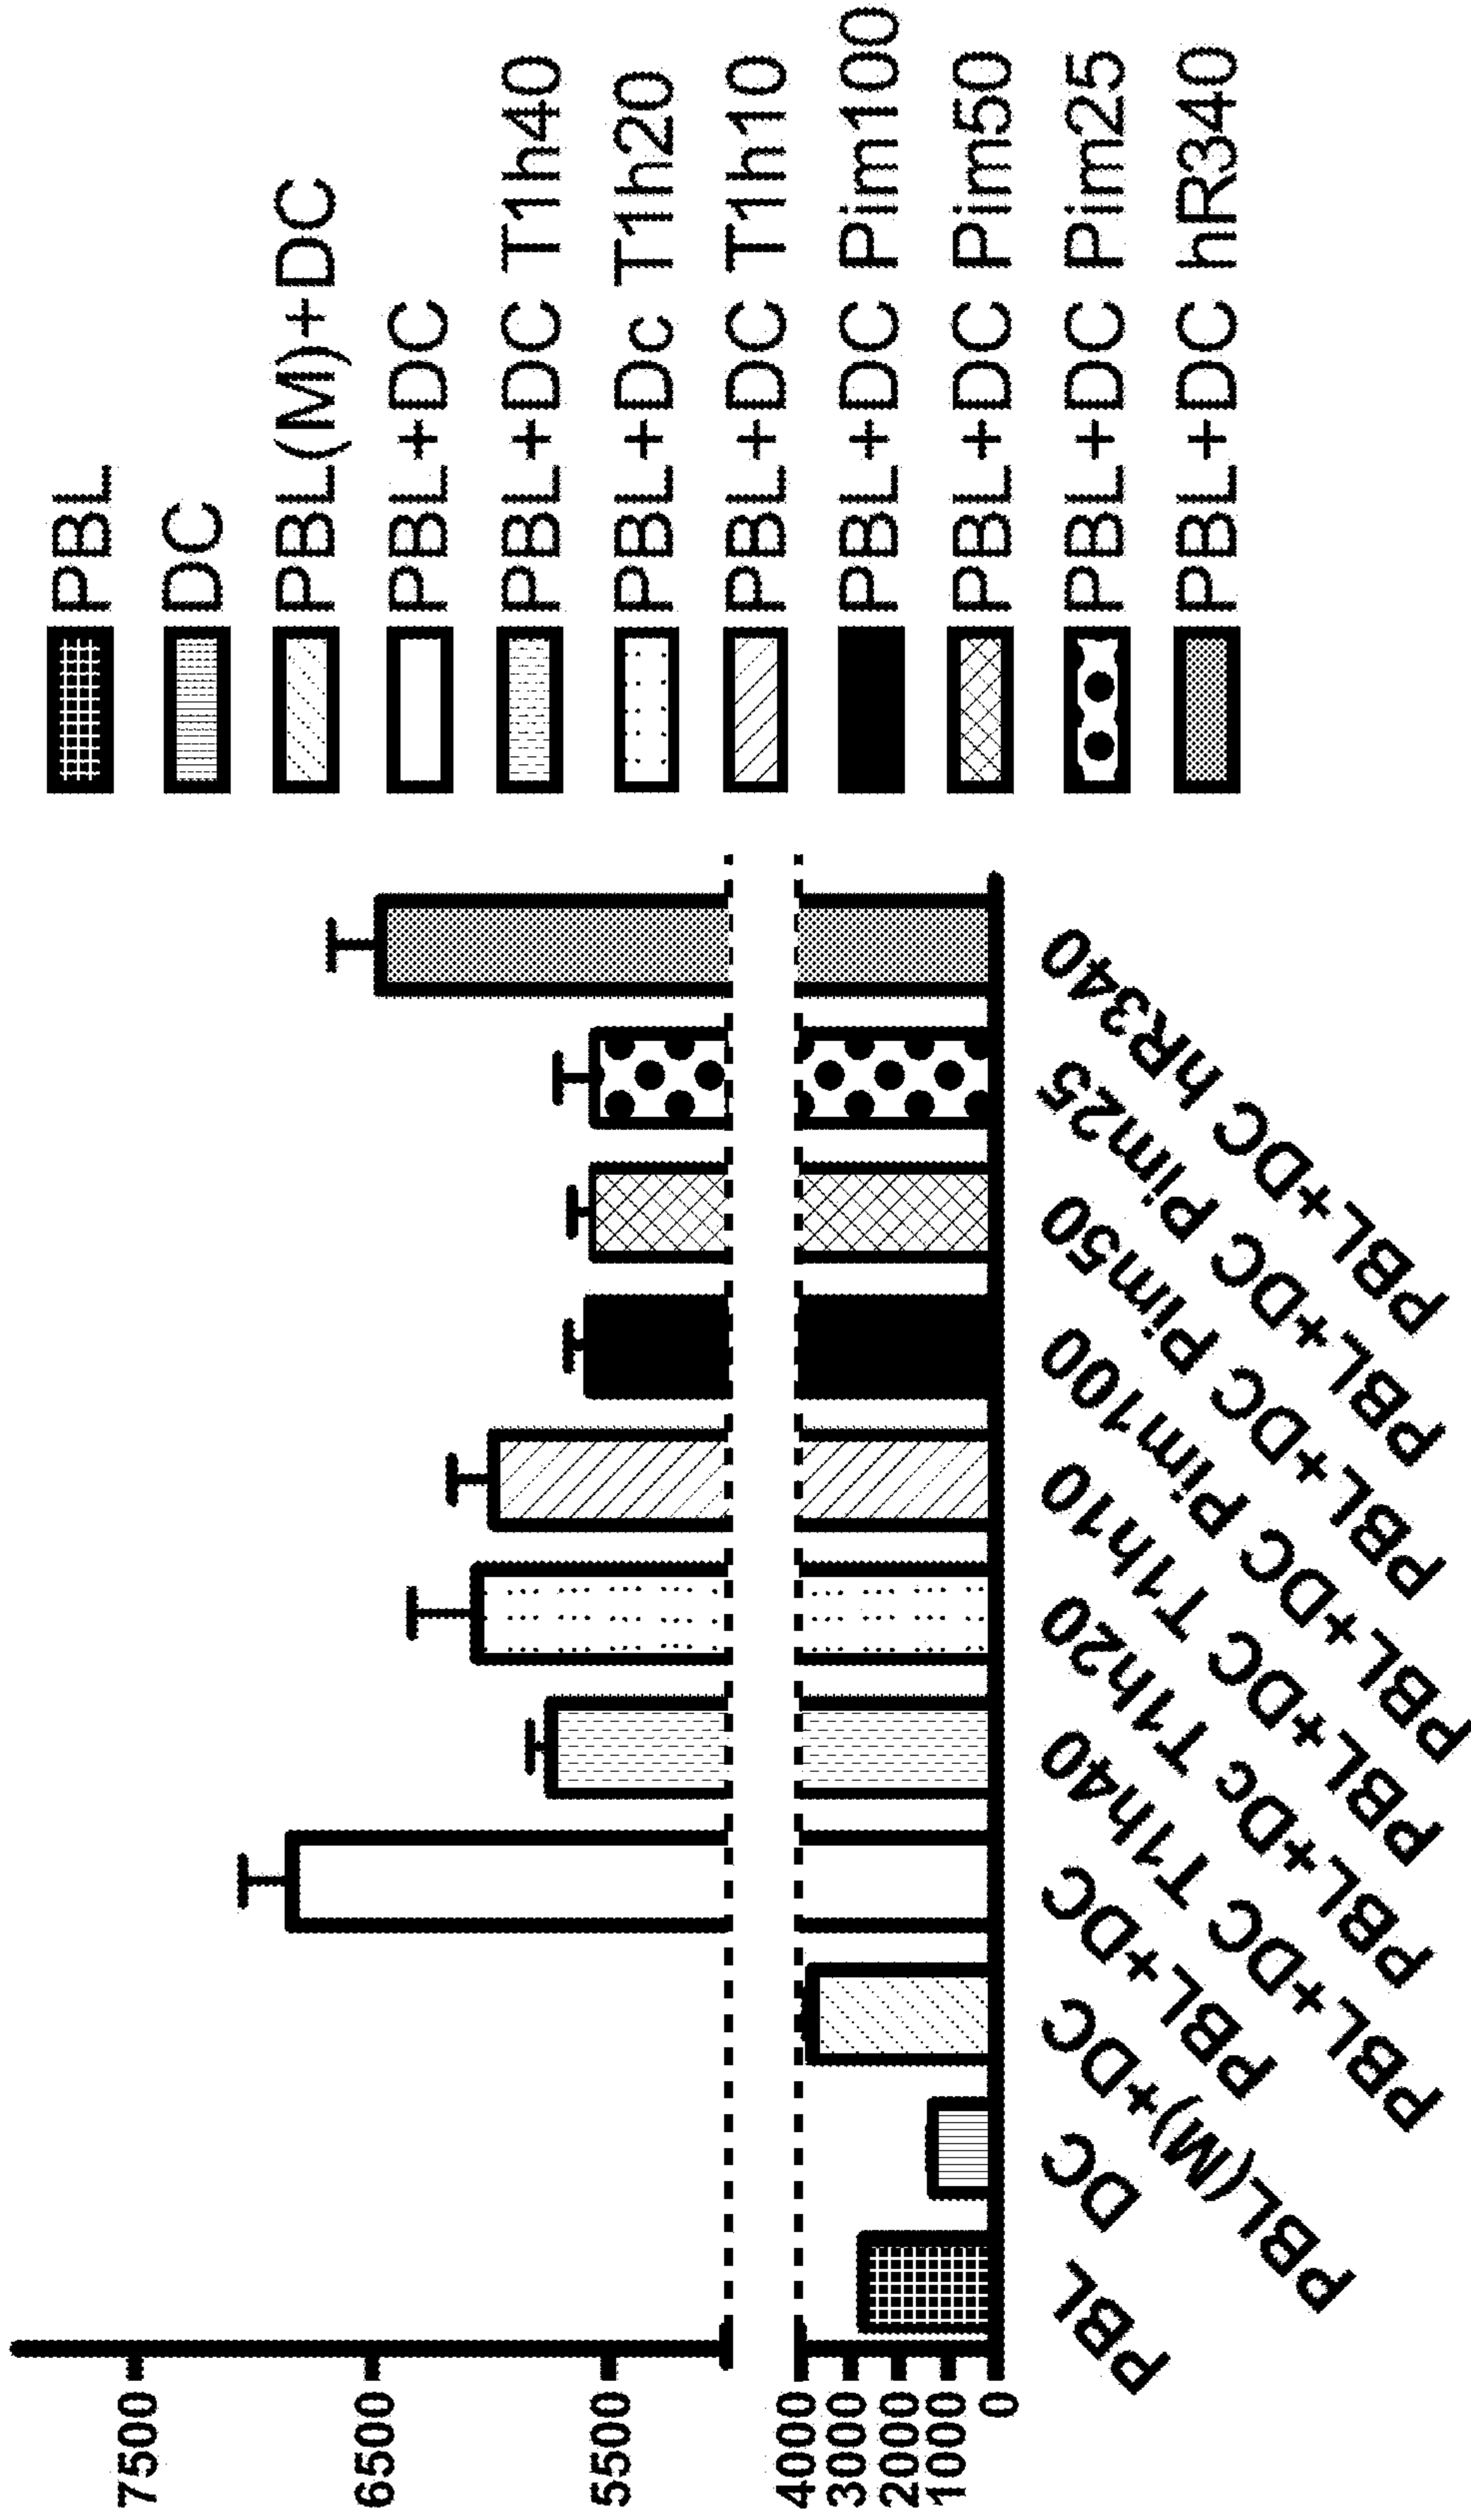 7500
6500
5500
4000
3000
2000
1000
0
PBL
DC
PBL(M)+DC
PBL+DC
PBL+DC T1h40
PBL+Dc T1h20
PBL+DC T1h10
PBL+DC Pim100
PBL+DC Pim50
PBL+DC Pim25
PBL+DC hR340
PBL
DC
PBL(M)+DC
PBL+DC
PBL+DC T1h40
PBL+Dc T1h20
PBL+DC T1h10
PBL+DC Pim100
PBL+DC Pim50
PBL+DC Pim25
PBL+DC hR340